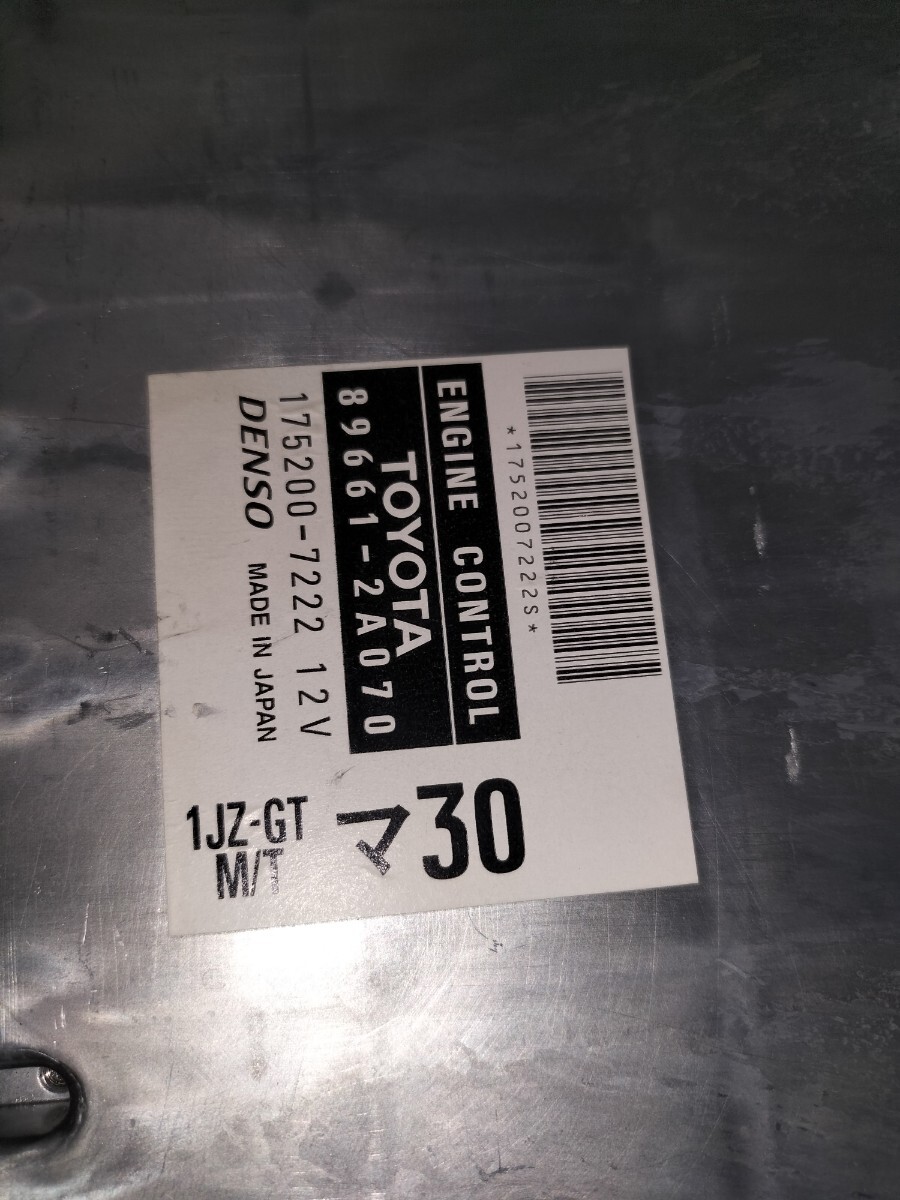 *1752007222S*
ENGINE CONTROL
TOYOTA
89661-2A070
175200-7222 12V
DENSO MADE IN JAPAN
マ30
1JZ-GT
M/T